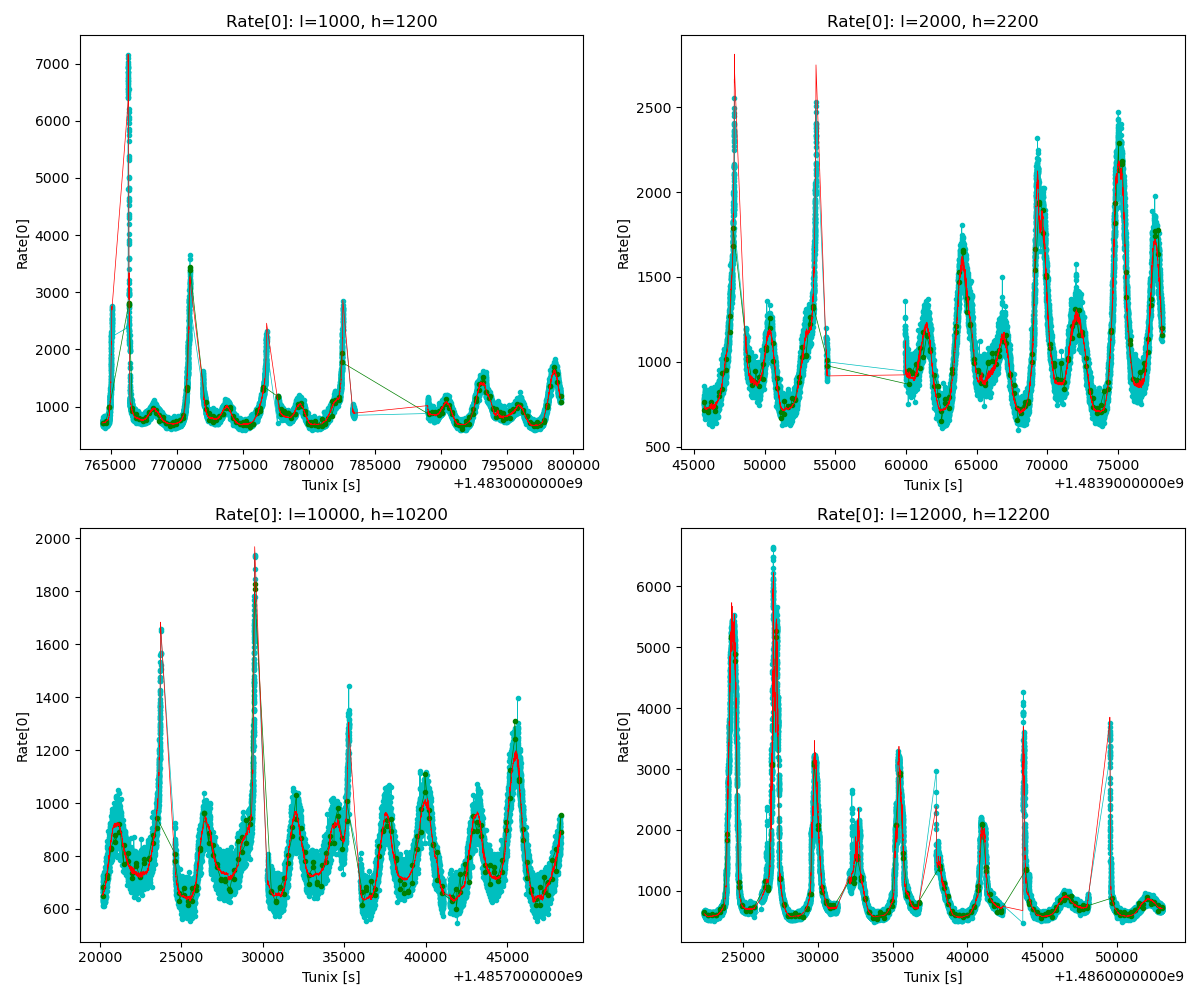 Rate[0]: l=1000, h=1200
7000
6000
5000
4000
3000
2000
1000
Rate[0]
765000 770000 775000 780000 785000 790000 795000 800000
Tunix [s]
+1.4830000000e9
Rate[0]: l=2000, h=2200
2500
2000
1500
1000
500
Rate[0]
45000 50000 55000 60000 65000 70000 75000
Tunix [s]
+1.4839000000e9
Rate[0]: l=10000, h=10200
2000
1800
1600
1400
1200
1000
800
600
Rate[0]
20000 25000 30000 35000 40000 45000
Tunix [s]
+1.4857000000e9
Rate[0]: l=12000, h=12200
6000
5000
4000
3000
2000
1000
Rate[0]
25000 30000 35000 40000 45000 50000
Tunix [s]
+1.4860000000e9